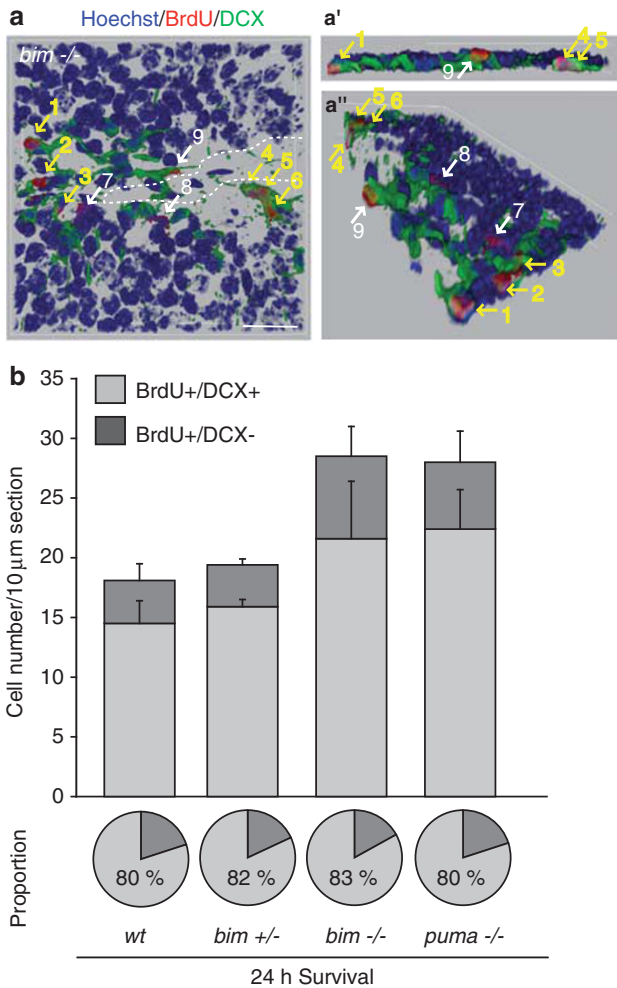 a Hoechst/BrdU/DCX
bim -/-
1
2
3
7
9
8
4
5
6
a'
1
9
4
5
a"
5
6
4
8
9
7
3
2
1
b
35
30
25
20
15
10
5
0
Cell number/10 μm section
BrdU+/DCX+
BrdU+/DCX-
Proportion
80 % 82 % 83 % 80 %
wt bim +/- bim -/- puma -/-
24 h Survival